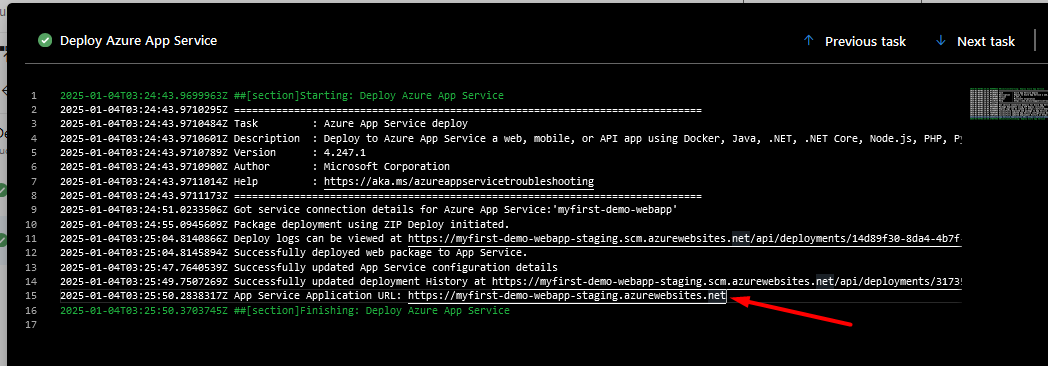 Deploy Azure App Service
Previous task
Next task
1 2025-01-04T03:24:43.9699963Z ##[section]Starting: Deploy Azure App Service
2 2025-01-04T03:24:43.9710295Z ==============================================================================
3 2025-01-04T03:24:43.9710484Z Task : Azure App Service deploy
4 2025-01-04T03:24:43.9710601Z Description : Deploy to Azure App Service a web, mobile, or API app using Docker, Java, .NET, .NET Core, Node.js, PHP, Py
5 2025-01-04T03:24:43.9710789Z Version : 4.247.1
6 2025-01-04T03:24:43.9710900Z Author : Microsoft Corporation
7 2025-01-04T03:24:43.9711014Z Help : https://aka.ms/azureappservicetroubleshooting
8 2025-01-04T03:24:43.9711173Z ==============================================================================
9 2025-01-04T03:24:51.0233506Z Got service connection details for Azure App Service:'myfirst-demo-webapp'
10 2025-01-04T03:24:55.0945609Z Package deployment using ZIP Deploy initiated.
11 2025-01-04T03:25:04.8140866Z Deploy logs can be viewed at https://myfirst-demo-webapp-staging.scm.azurewebsites.net/api/deployments/14d89f30-8da4-4b7f-
12 2025-01-04T03:25:04.8145894Z Successfully deployed web package to App Service.
13 2025-01-04T03:25:47.7640539Z Successfully updated App Service configuration details
14 2025-01-04T03:25:49.7507269Z Successfully updated deployment History at https://myfirst-demo-webapp-staging.scm.azurewebsites.net/api/deployments/31735
15 2025-01-04T03:25:50.2838317Z App Service Application URL: https://myfirst-demo-webapp-staging.azurewebsites.net
16 2025-01-04T03:25:50.3703745Z ##[section]Finishing: Deploy Azure App Service
17